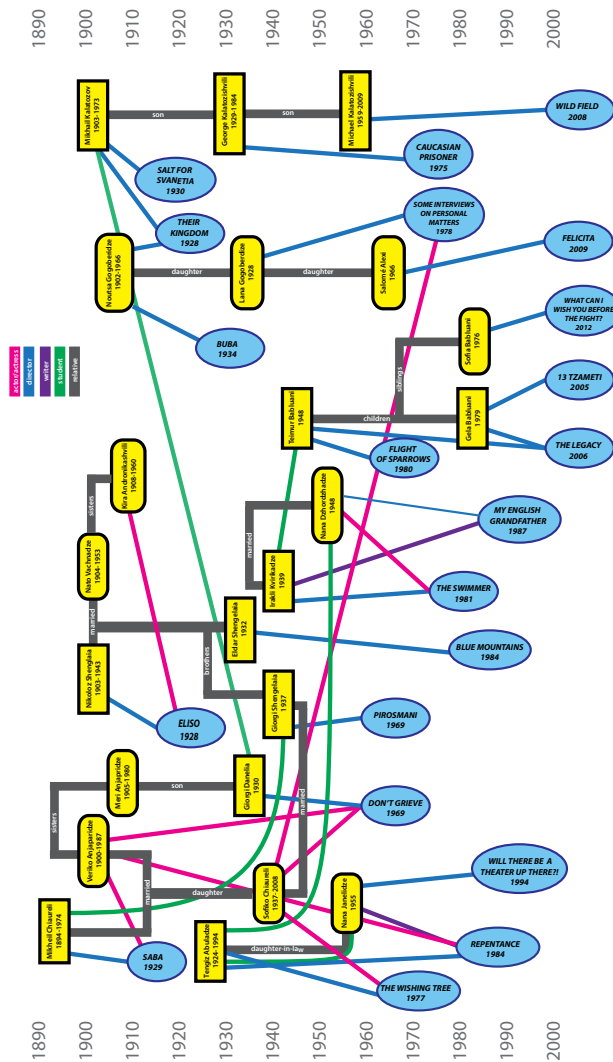 1890
1900
1910
1920
1930
1940
1950
1960
1970
1980
1990
2000
actor/actress
director
writer
student
relative
Mikhail Kalatozov
1903-1973
son
George Kalatozishvili
1929-1984
son
Michael Kalatozishvili
1959-2009
WILD FIELD
2008
CAUCASIAN
PRISONER
1975
SALT FOR
SVANETIA
1930
THEIR
KINGDOM
1928
SOME INTERVIEWS
ON PERSONAL
MATTERS
1978
Noutsa Gogoberidze
1902-1966
daughter
Lana Gogoberdze
1928
daughter
Salomé Alexi
1966
FELICITA
2009
BUBA
1934
WHAT CAN I
WISH YOU BEFORE
THE FIGHT?
2012
Sofia Babluani
1976
siblings
Teimur Babluani
1948
children
Gela Babluani
1979
13 TZAMETI
2005
THE LEGACY
2006
FLIGHT
OF SPARROWS
1980
Kira Andronikashvili
1908-1960
sisters
Nato Vachnadze
1904-1953
married
Nikoloz Shenglaia
1903-1943
Nana Dzhordzhadze
1948
married
Irakli Kvirikadze
1939
MY ENGLISH
GRANDFATHER
1987
THE SWIMMER
1981
Eldar Shengelaia
1932
brothers
Giorgi Shengelaia
1937
BLUE MOUNTAINS
1984
ELISO
1928
PIROSMANI
1969
Meri Anjapridze
1905-1980
son
Giorgi Danelia
1930
sisters
Veriko Anjaparidze
1900-1987
married
married
DON'T GRIEVE
1969
Mikheil Chiaurdi
1894-1974
daughter
Sofiko Chiaureli
1937-2008
Nana Janelidze
1955
WILL THERE BE A
THEATER UP THERE?!
1994
SABA
1929
Tengiz Abuladze
1924-1994
daughter-in-law
REPENTANCE
1984
THE WISHING TREE
1977
1890
1900
1910
1920
1930
1940
1950
1960
1970
1980
1990
2000